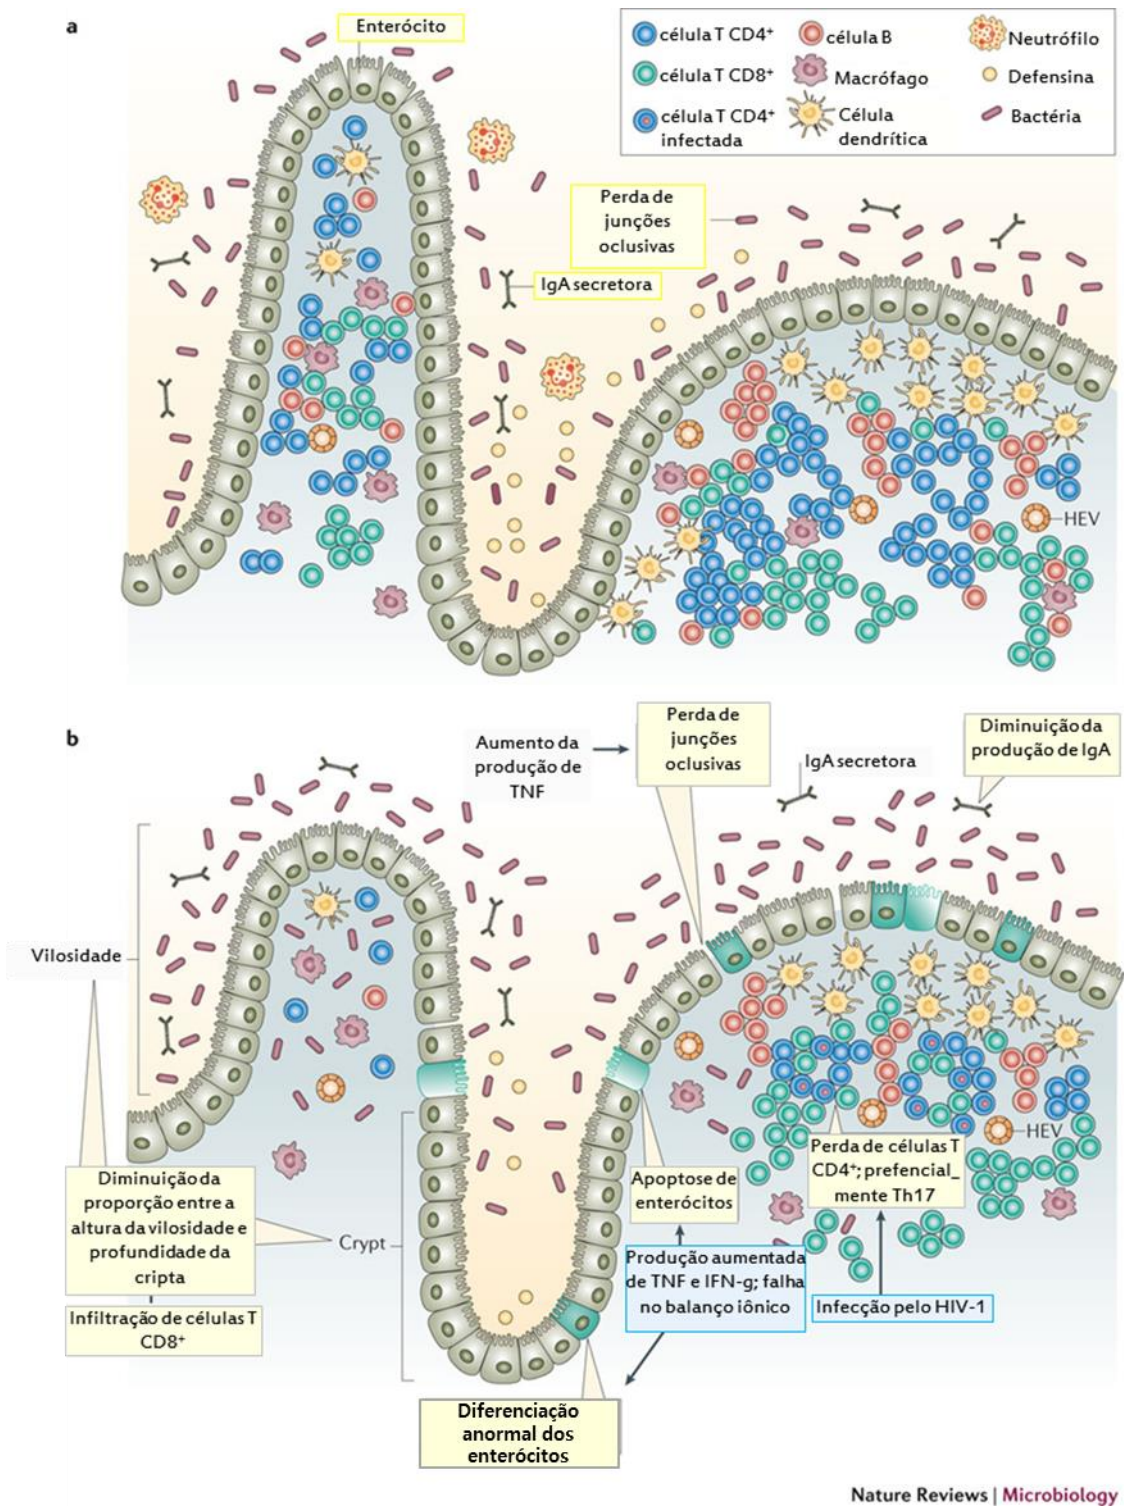 a
Enterócito
célula T CD4+
célula B
Neutrófilo
célula T CD8+
Macrófago
Defensina
célula T CD4+
infectada
Célula
dendrítica
Bactéria
Perda de
junções
oclusivas
IgA secretora
HEV
b
Aumento da
produção de
TNF
Perda de
junções
oclusivas
IgA secretora
Diminuição da
produção de IgA
Vilosidade
HEV
Diminuição da
proporção entre a
altura da vilosidade e
profundidade da
cripta
Crypt
Apoptose de
enterócitos
Perda de células T
CD4+; prefencial_
mente Th17
Infiltração de células T
CD8+
Produção aumentada
de TNF e IFN-g; falha
no balanço iônico
Infecção pelo HIV-1
Diferenciação
anormal dos
enterócitos
Nature Reviews | Microbiology